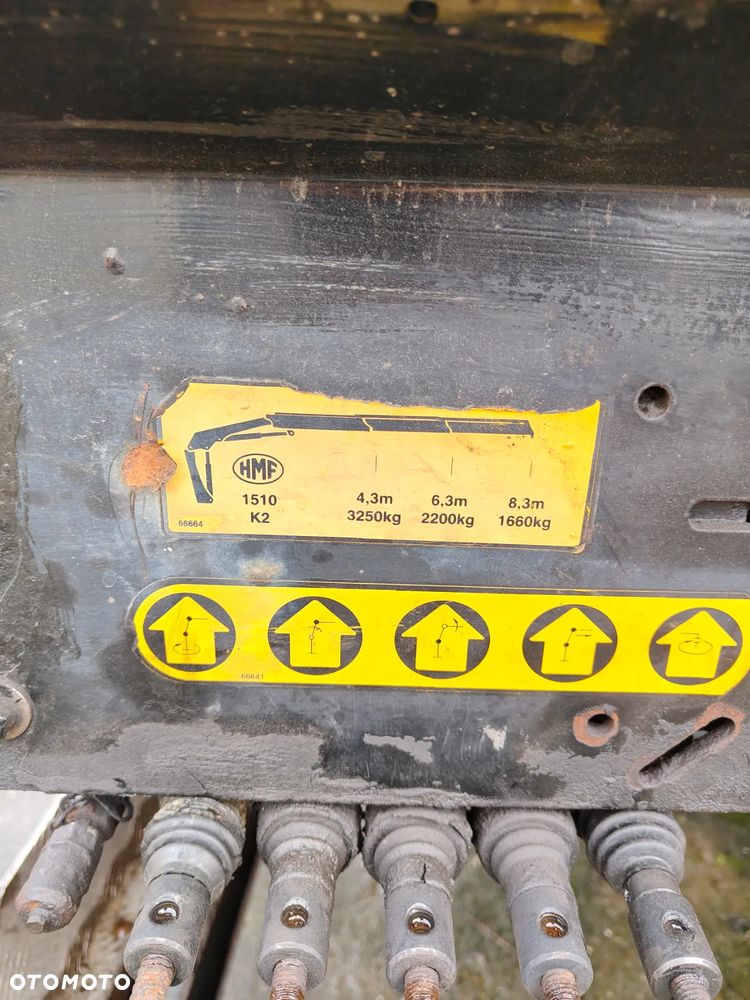 HMF
1510
K2
4,3m 6,3m 8,3m
3250kg 2200kg 1660kg
66664
66641
OTOMOTO